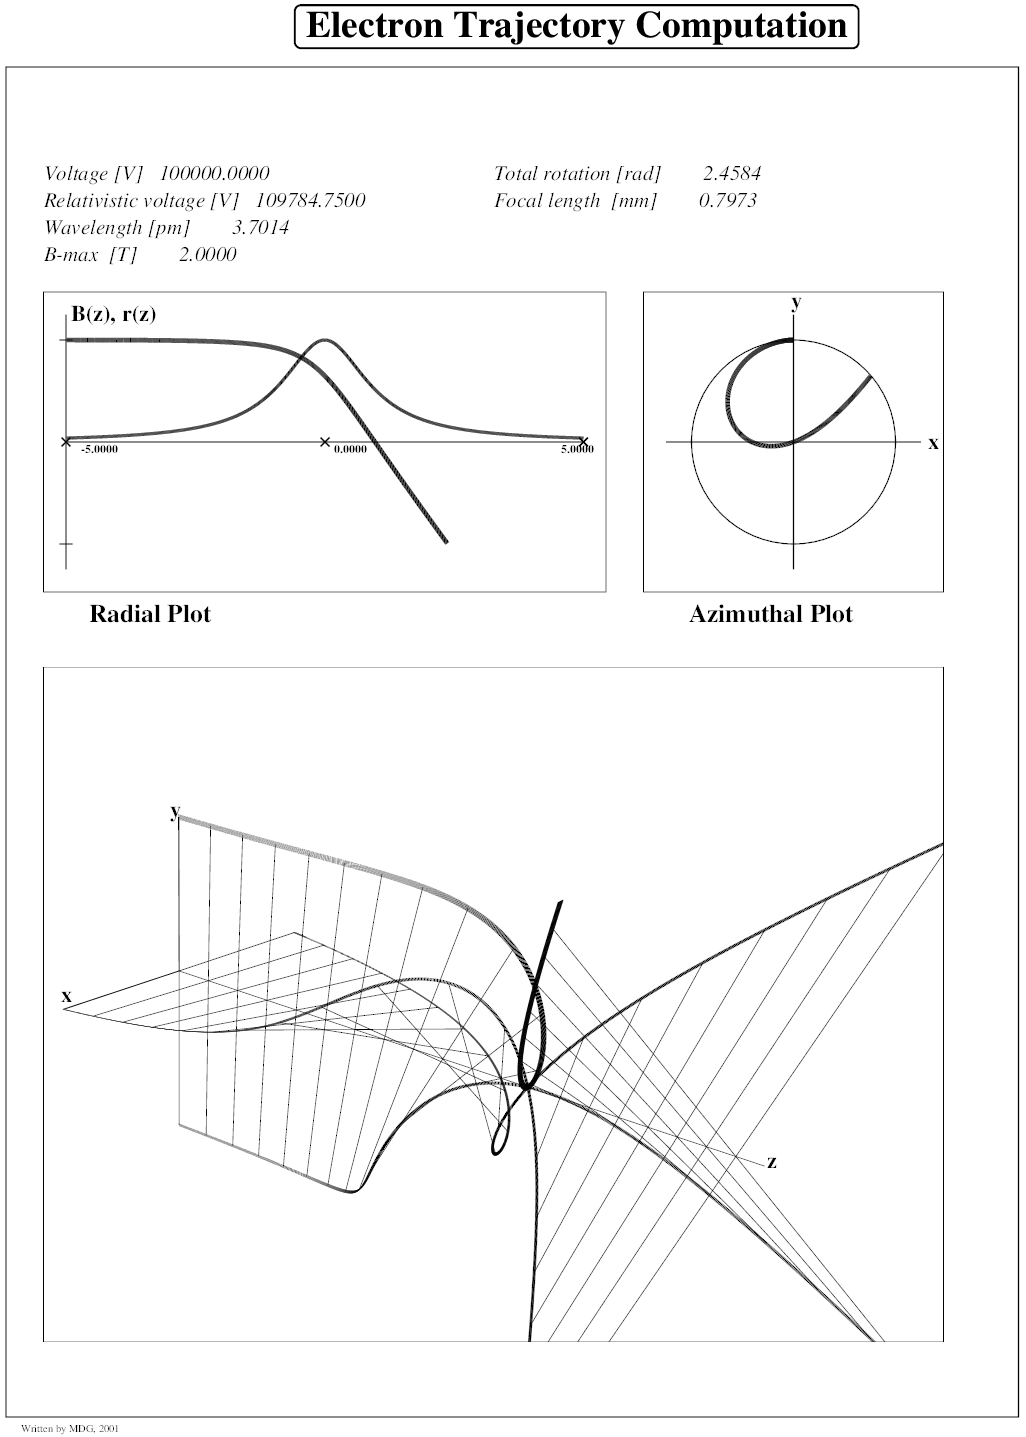 Electron Trajectory Computation
Voltage [V] 100000.0000
Total rotation [rad] 2.4584
Relativistic voltage [V] 109784.7500
Focal length [mm] 0.7973
Wavelength [pm] 3.7014
B-max [T] 2.0000
B(z), r(z)
-5.0000 0.0000 5.0000
y
x
Radial Plot
Azimuthal Plot
y
x
z
Written by MDG, 2001